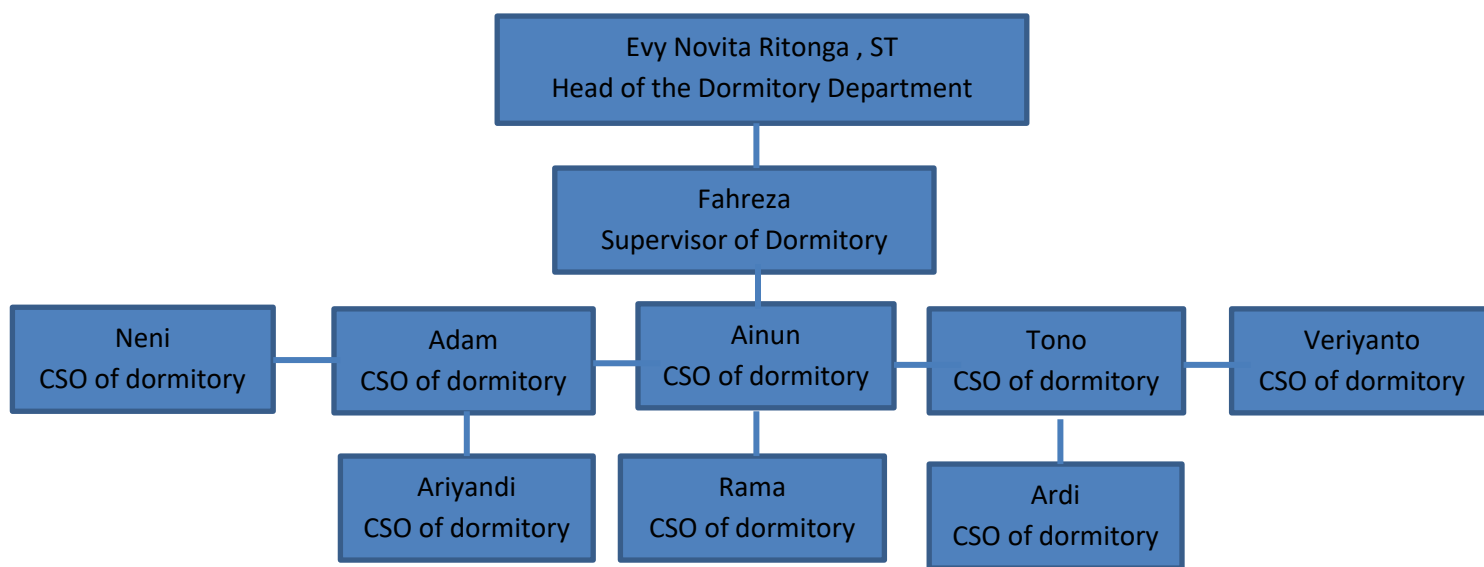 Evy Novita Ritonga , ST
Head of the Dormitory Department
Fahreza
Supervisor of Dormitory
Neni
CSO of dormitory
Adam
CSO of dormitory
Ainun
CSO of dormitory
Tono
CSO of dormitory
Veriyanto
CSO of dormitory
Ariyandi
CSO of dormitory
Rama
CSO of dormitory
Ardi
CSO of dormitory